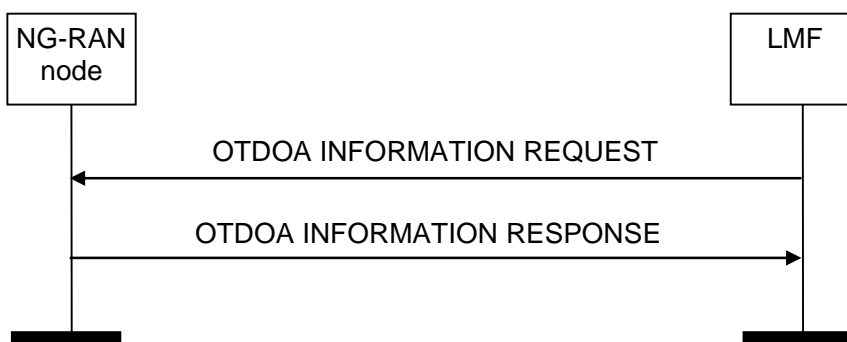 NG-RAN
node
LMF
OTDOA INFORMATION REQUEST
OTDOA INFORMATION RESPONSE